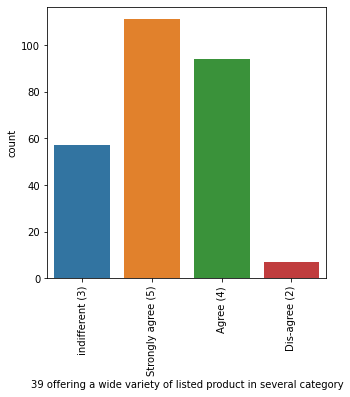 100
80
60
40
20
0
count
indifferent (3)
Strongly agree (5)
Agree (4)
Dis-agree (2)
39 offering a wide variety of listed product in several category